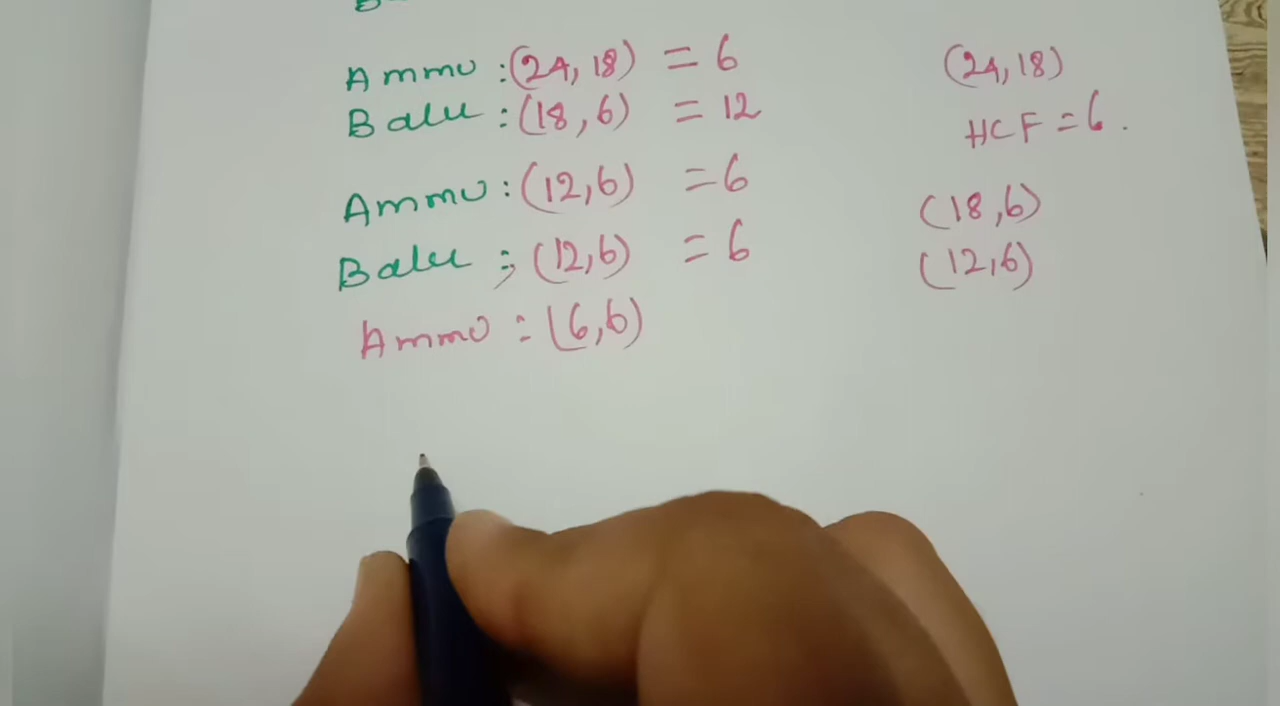 Ammu : (24, 18) = 6
Balu : (18, 6) = 12
Ammu : (12, 6) = 6
Balu : (12, 6) = 6
Ammu : (6, 6)
(24, 18)
HCF = 6.
(18, 6)
(12, 6)